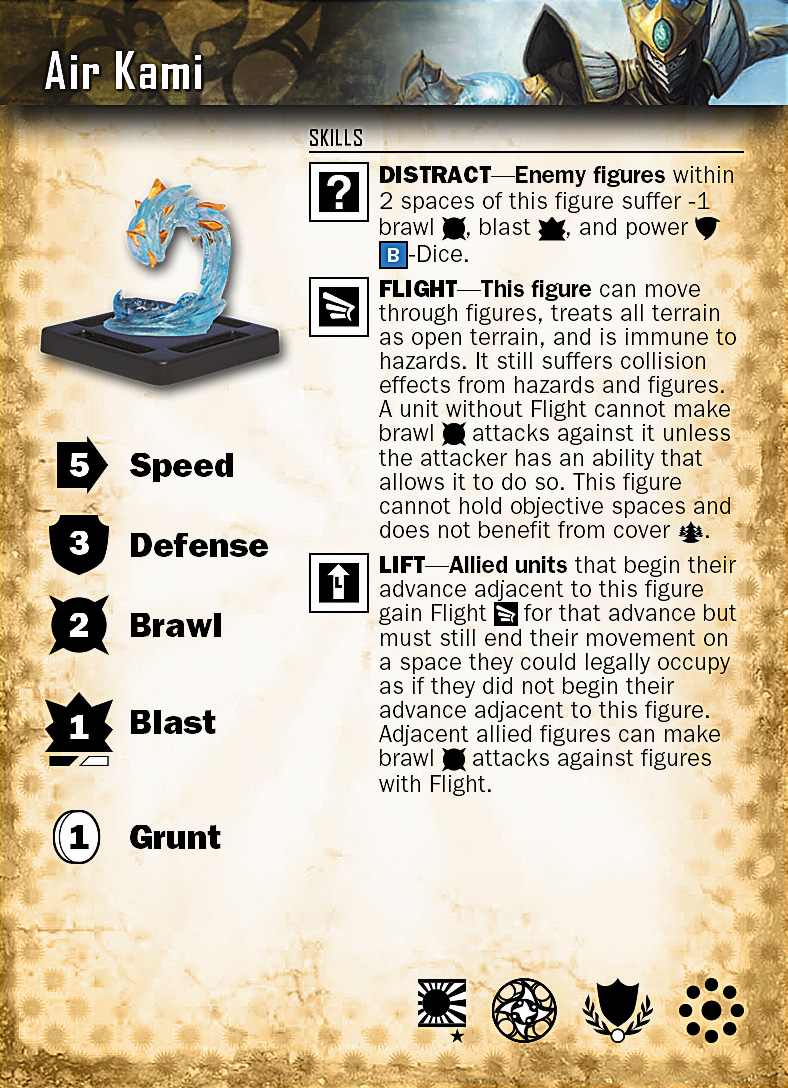 Air Kami
SKILLS
DISTRACT—Enemy figures within
2 spaces of this figure suffer -1
brawl , blast , and power
B-Dice.
FLIGHT—This figure can move
through figures, treats all terrain
as open terrain, and is immune to
hazards. It still suffers collision
effects from hazards and figures.
A unit without Flight cannot make
brawl attacks against it unless
the attacker has an ability that
allows it to do so. This figure
cannot hold objective spaces and
does not benefit from cover .
L
LIFT—Allied units that begin their
advance adjacent to this figure
gain Flight for that advance but
must still end their movement on
a space they could legally occupy
as if they did not begin their
advance adjacent to this figure.
Adjacent allied figures can make
brawl attacks against figures
with Flight.
5 Speed
3 Defense
2 Brawl
1 Blast
1 Grunt